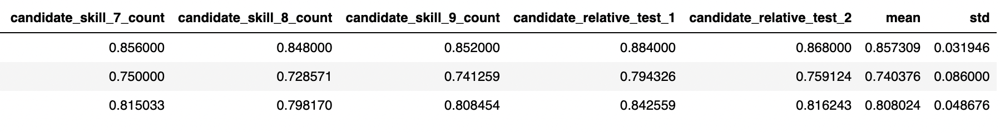 candidate_skill_7_count candidate_skill_8_count candidate_skill_9_count candidate_relative_test_1 candidate_relative_test_2 mean std
0.856000 0.848000 0.852000 0.884000 0.868000 0.857309 0.031946
0.750000 0.728571 0.741259 0.794326 0.759124 0.740376 0.086000
0.815033 0.798170 0.808454 0.842559 0.816243 0.808024 0.048676